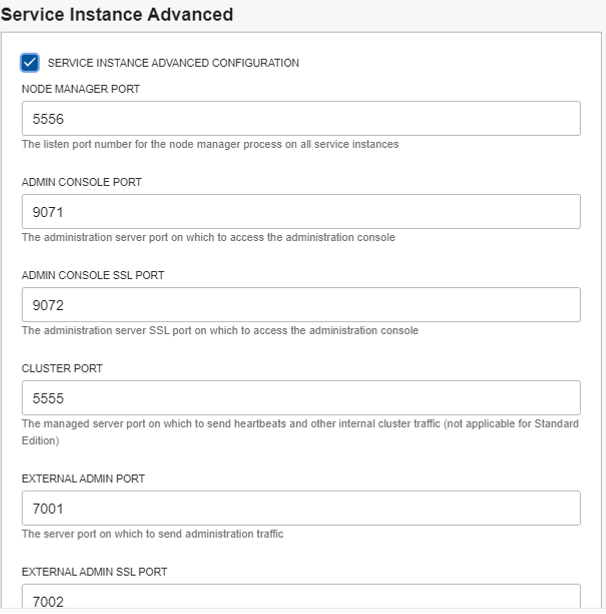 Service Instance Advanced
SERVICE INSTANCE ADVANCED CONFIGURATION
NODE MANAGER PORT
5556
The listen port number for the node manager process on all service instances
ADMIN CONSOLE PORT
9071
The administration server port on which to access the administration console
ADMIN CONSOLE SSL PORT
9072
The administration server SSL port on which to access the administration console
CLUSTER PORT
5555
The managed server port on which to send heartbeats and other internal cluster traffic (not applicable for Standard
Edition)
EXTERNAL ADMIN PORT
7001
The server port on which to send administration traffic
EXTERNAL ADMIN SSL PORT
7002